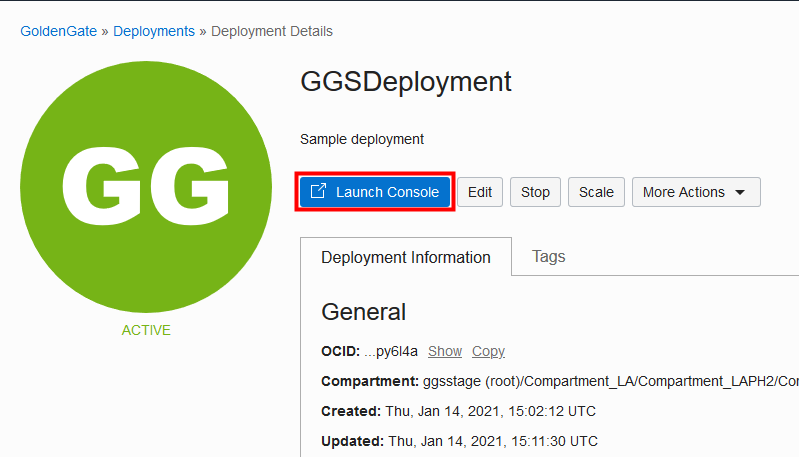 GoldenGate » Deployments » Deployment Details
GG
ACTIVE
GGSDeployment
Sample deployment
Launch Console Edit Stop Scale More Actions
Deployment Information Tags
General
OCID: ...py6l4a Show Copy
Compartment: ggsstage (root)/Compartment_LA/Compartment_LAPH2/Con
Created: Thu, Jan 14, 2021, 15:02:12 UTC
Updated: Thu, Jan 14, 2021, 15:11:30 UTC